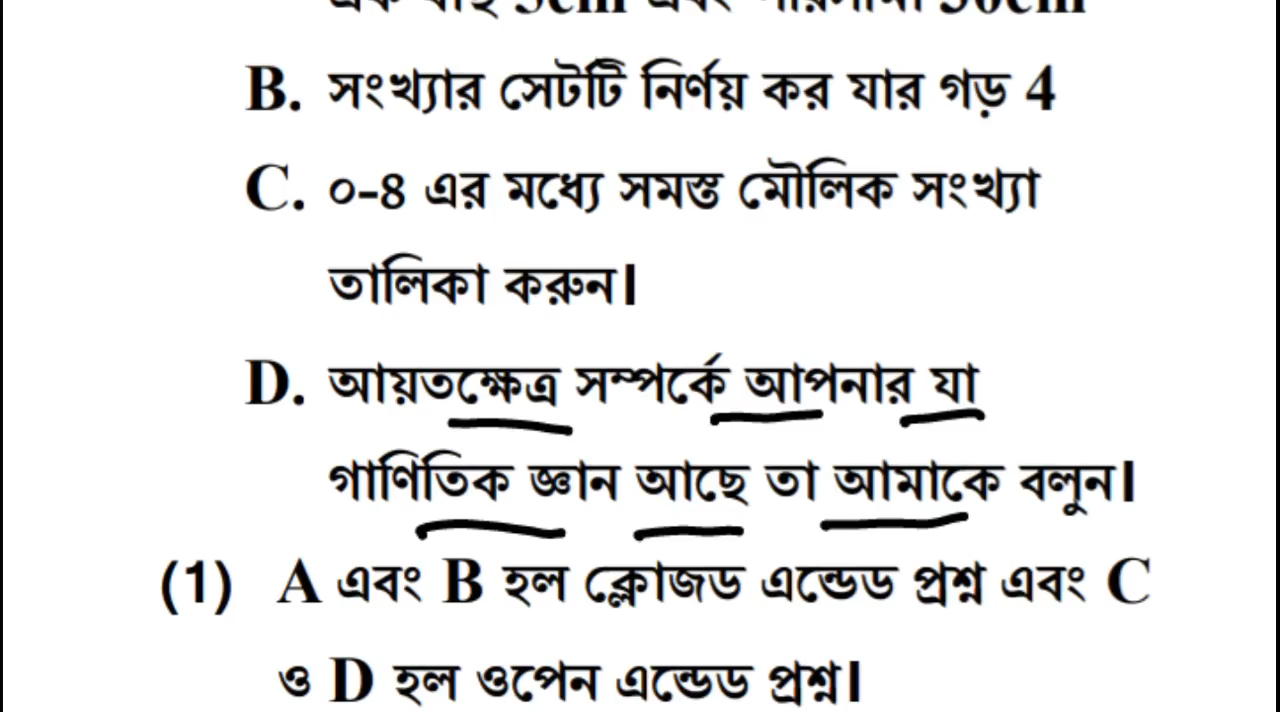 B. সংখ্যার সেটটি নির্ণয় কর যার গড় 4
C. ০-8 এর মধ্যে সমস্ত মৌলিক সংখ্যা
তালিকা করুন।
D. আয়তক্ষেত্র সম্পর্কে আপনার যা
গাণিতিক জ্ঞান আছে তা আমাকে বলুন।
(1) A এবং B হল ক্লোজড এন্ডেড প্রশ্ন এবং C
ও D হল ওপেন এন্ডেড প্রশ্ন।